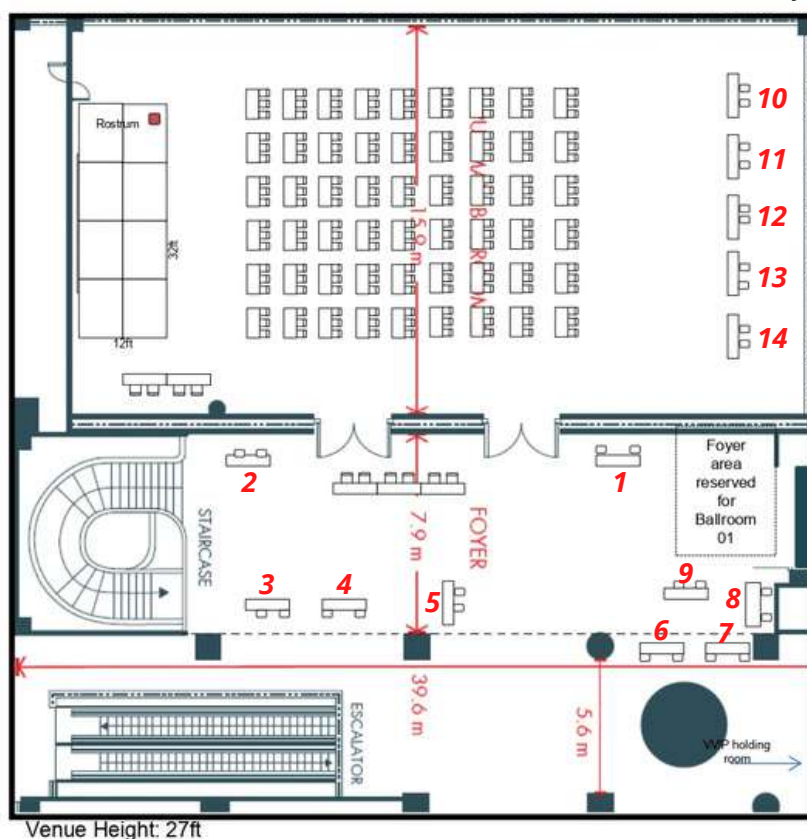 10
Rostrum
11
12
32ft
13
12ft
14
Foyer
area
reserved
for
Ballroom
01
2
1
STAIRCASE
7.9 m
FOYER
3
4
5
9
8
6
7
39.6 m
5.6 m
ESCALATOR
VVIP holding
room
Venue Height: 27ft